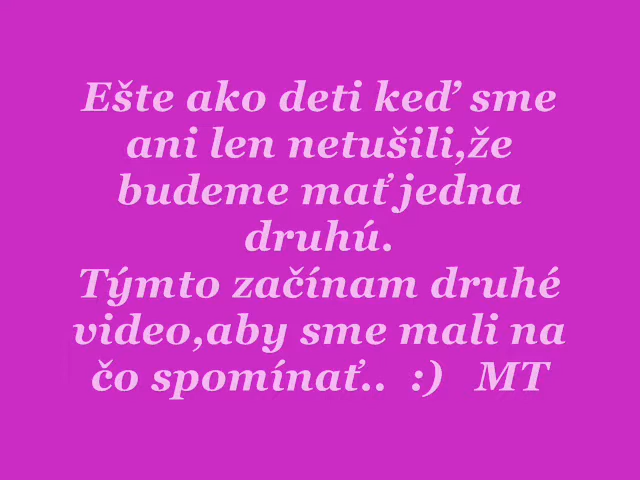 Ešte ako deti keď sme
ani len netušili,že
budeme mať jedna
druhú.
Týmto začínam druhé
video,aby sme mali na
čo spomínať..  :)   MT